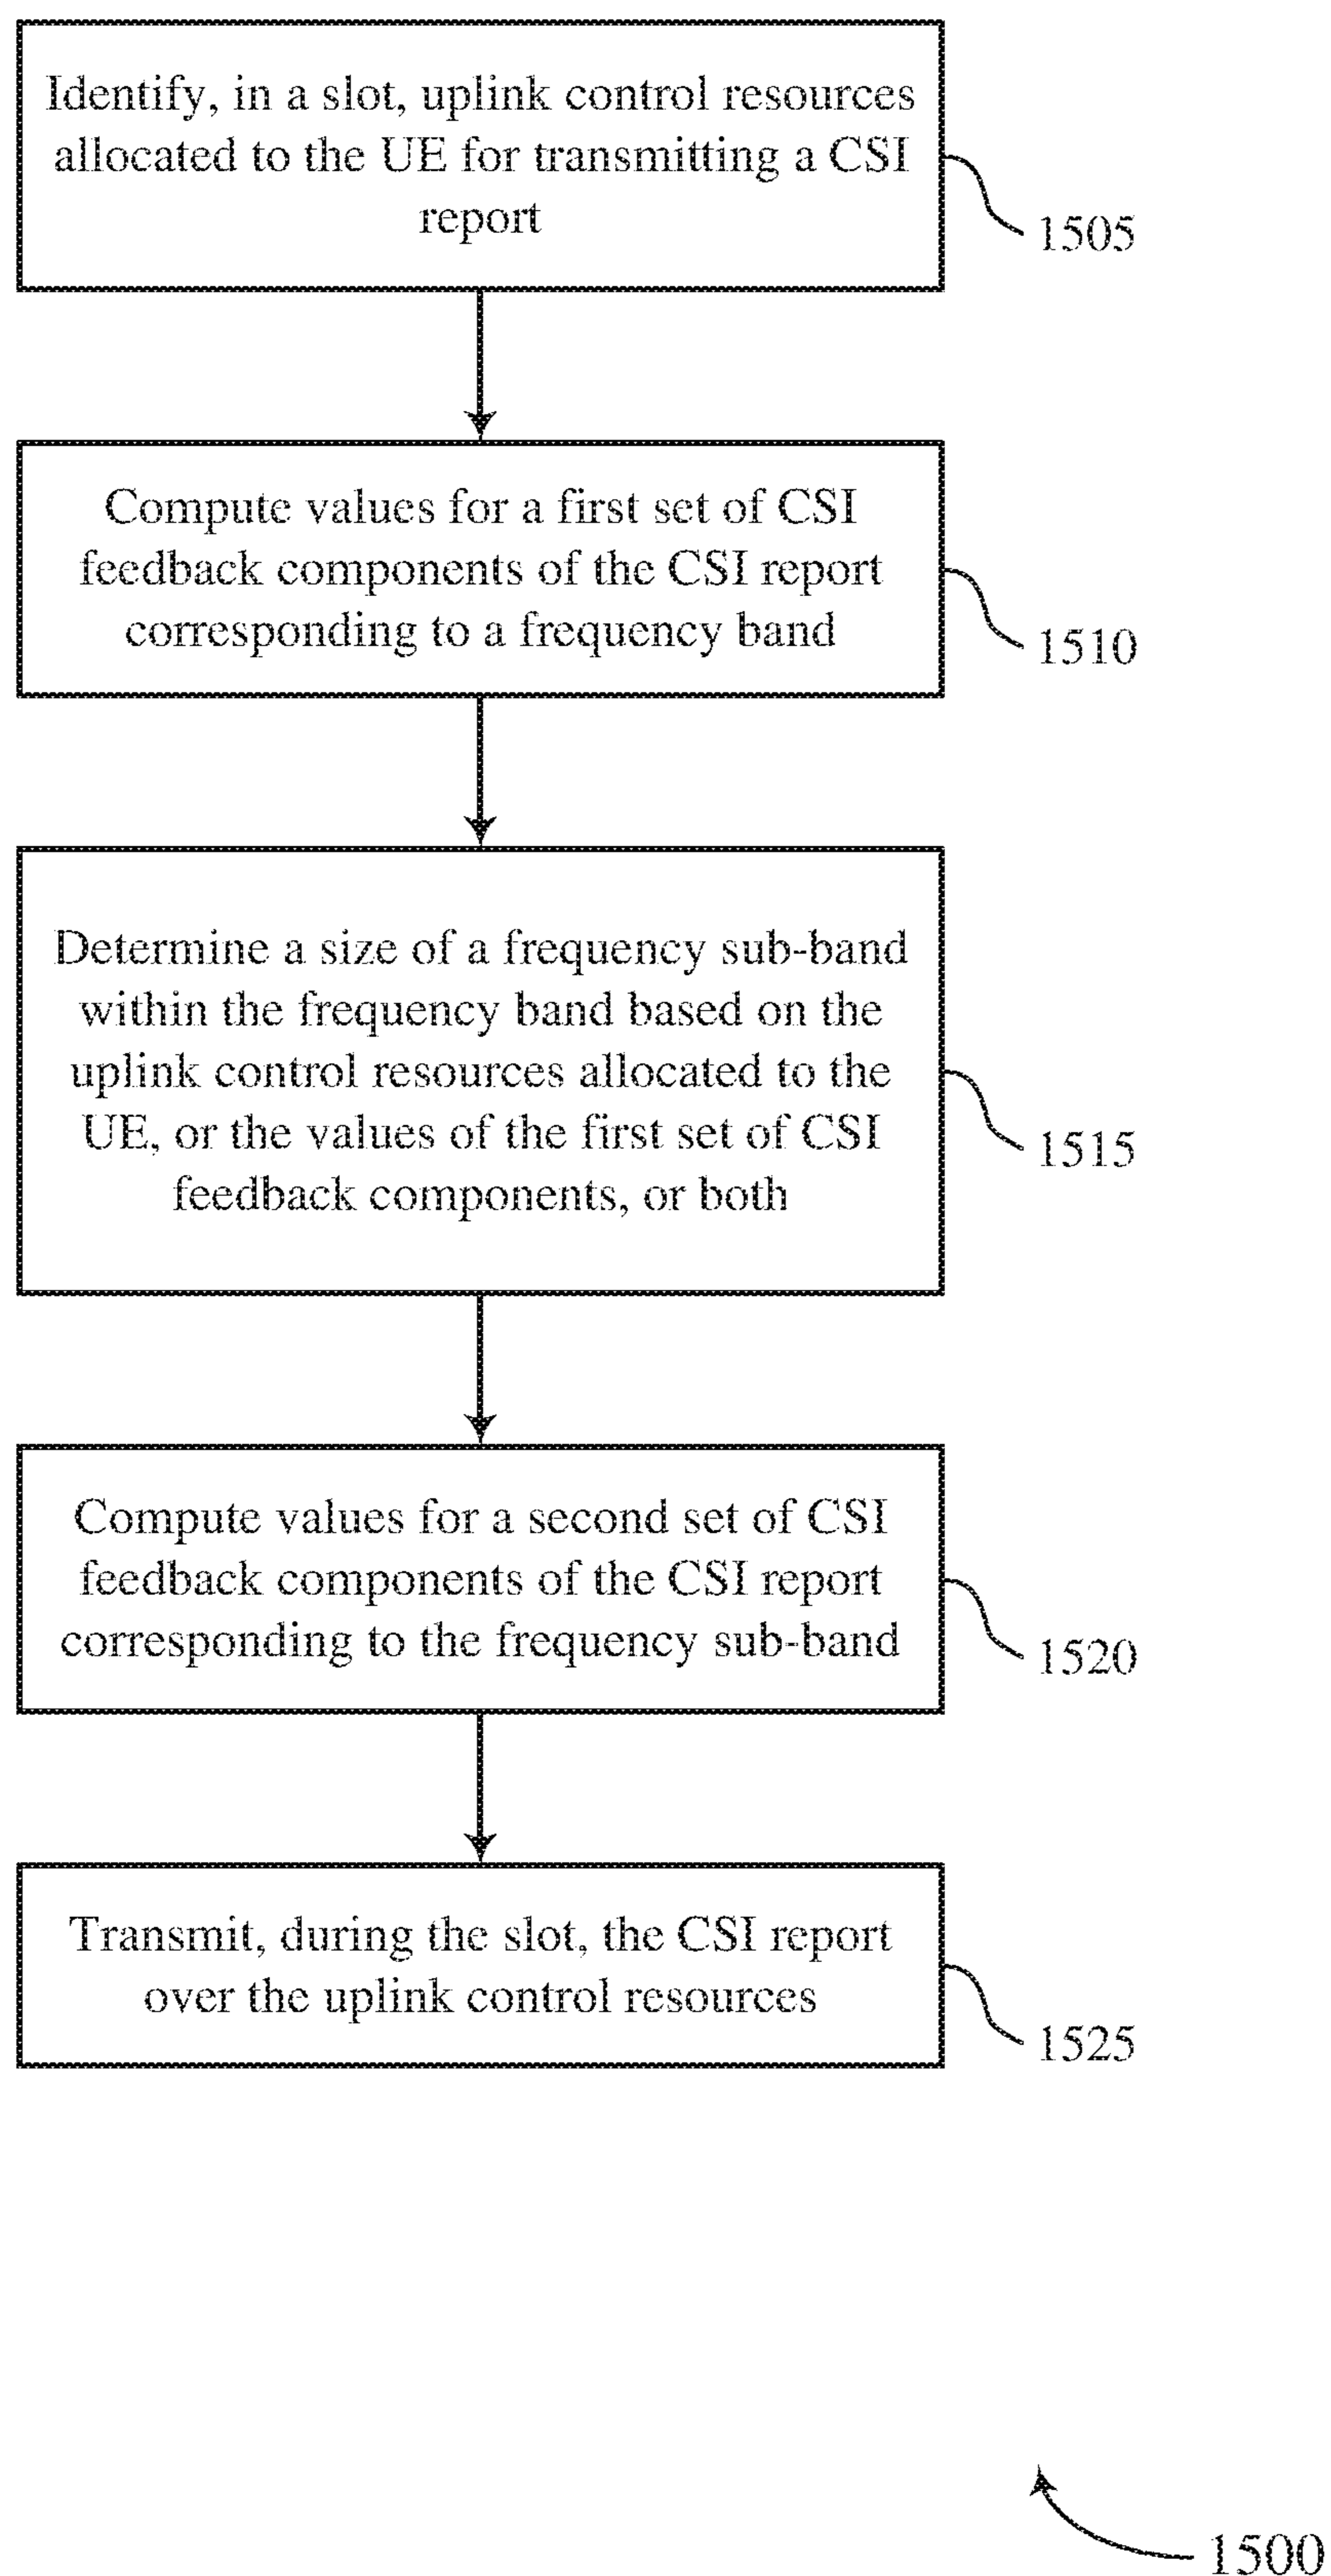 Identify, in a slot, uplink control resources
allocated to the UE for transmitting a CSI
report
1505
Compute values for a first set of CSI
feedback components of the CSI report
corresponding to a frequency band
1510
Determine a size of a frequency sub-band
within the frequency band based on the
uplink control resources allocated to the
UE, or the values of the first set of CSI
feedback components, or both
1515
Compute values for a second set of CSI
feedback components of the CSI report
corresponding to the frequency sub-band
1520
Transmit, during the slot, the CSI report
over the uplink control resources
1525
1500